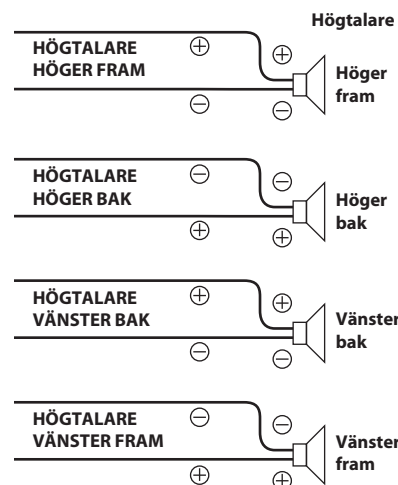 Högtalare
HÖGTALARE
HÖGER FRAM
⊕
⊕
Höger
fram
⊖
⊖
HÖGTALARE
HÖGER BAK
⊖
⊖
Höger
bak
⊕
⊕
HÖGTALARE
VÄNSTER BAK
⊕
⊕
Vänster
bak
⊖
⊖
HÖGTALARE
VÄNSTER FRAM
⊖
⊖
Vänster
fram
⊕
⊕